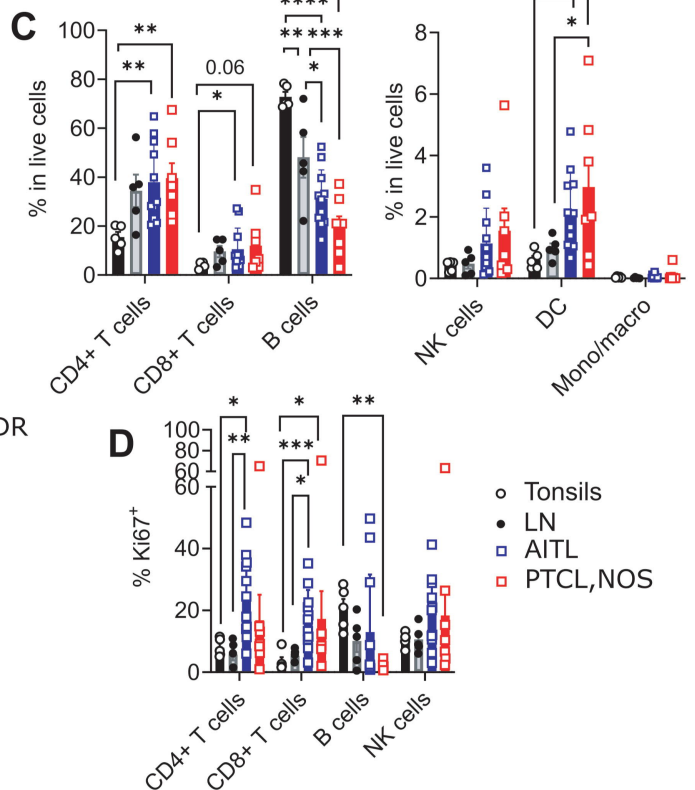 C
% in live cells
100
80
60
40
20
0
**
**
0.06
*
****
**
***
*
CD4+ T cells
CD8+ T cells
B cells
% in live cells
8
6
4
2
0
*
NK cells
DC
Mono/macro
DR
D
% Ki67+
100
80
60
60
40
20
0
*
**
*
***
*
**
CD4+ T cells
CD8+ T cells
B cells
NK cells
Tonsils
LN
AITL
PTCL,NOS